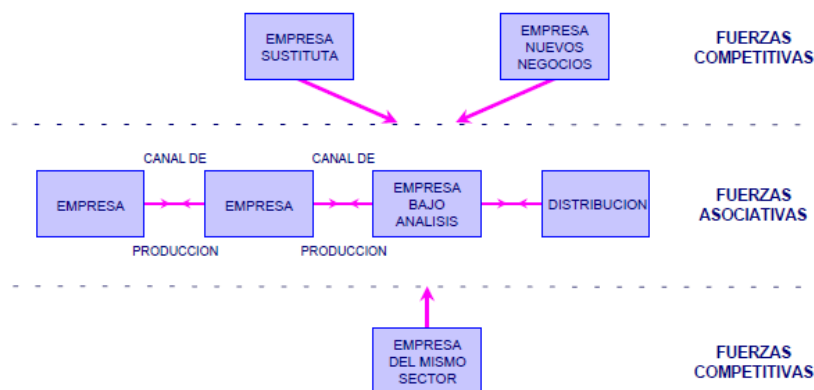 EMPRESA
SUSTITUTA
EMPRESA
NUEVOS
NEGOCIOS
FUERZAS
COMPETITIVAS
CANAL DE
CANAL DE
EMPRESA
EMPRESA
EMPRESA
BAJO
ANALISIS
DISTRIBUCION
FUERZAS
ASOCIATIVAS
PRODUCCION
PRODUCCION
EMPRESA
DEL MISMO
SECTOR
FUERZAS
COMPETITIVAS